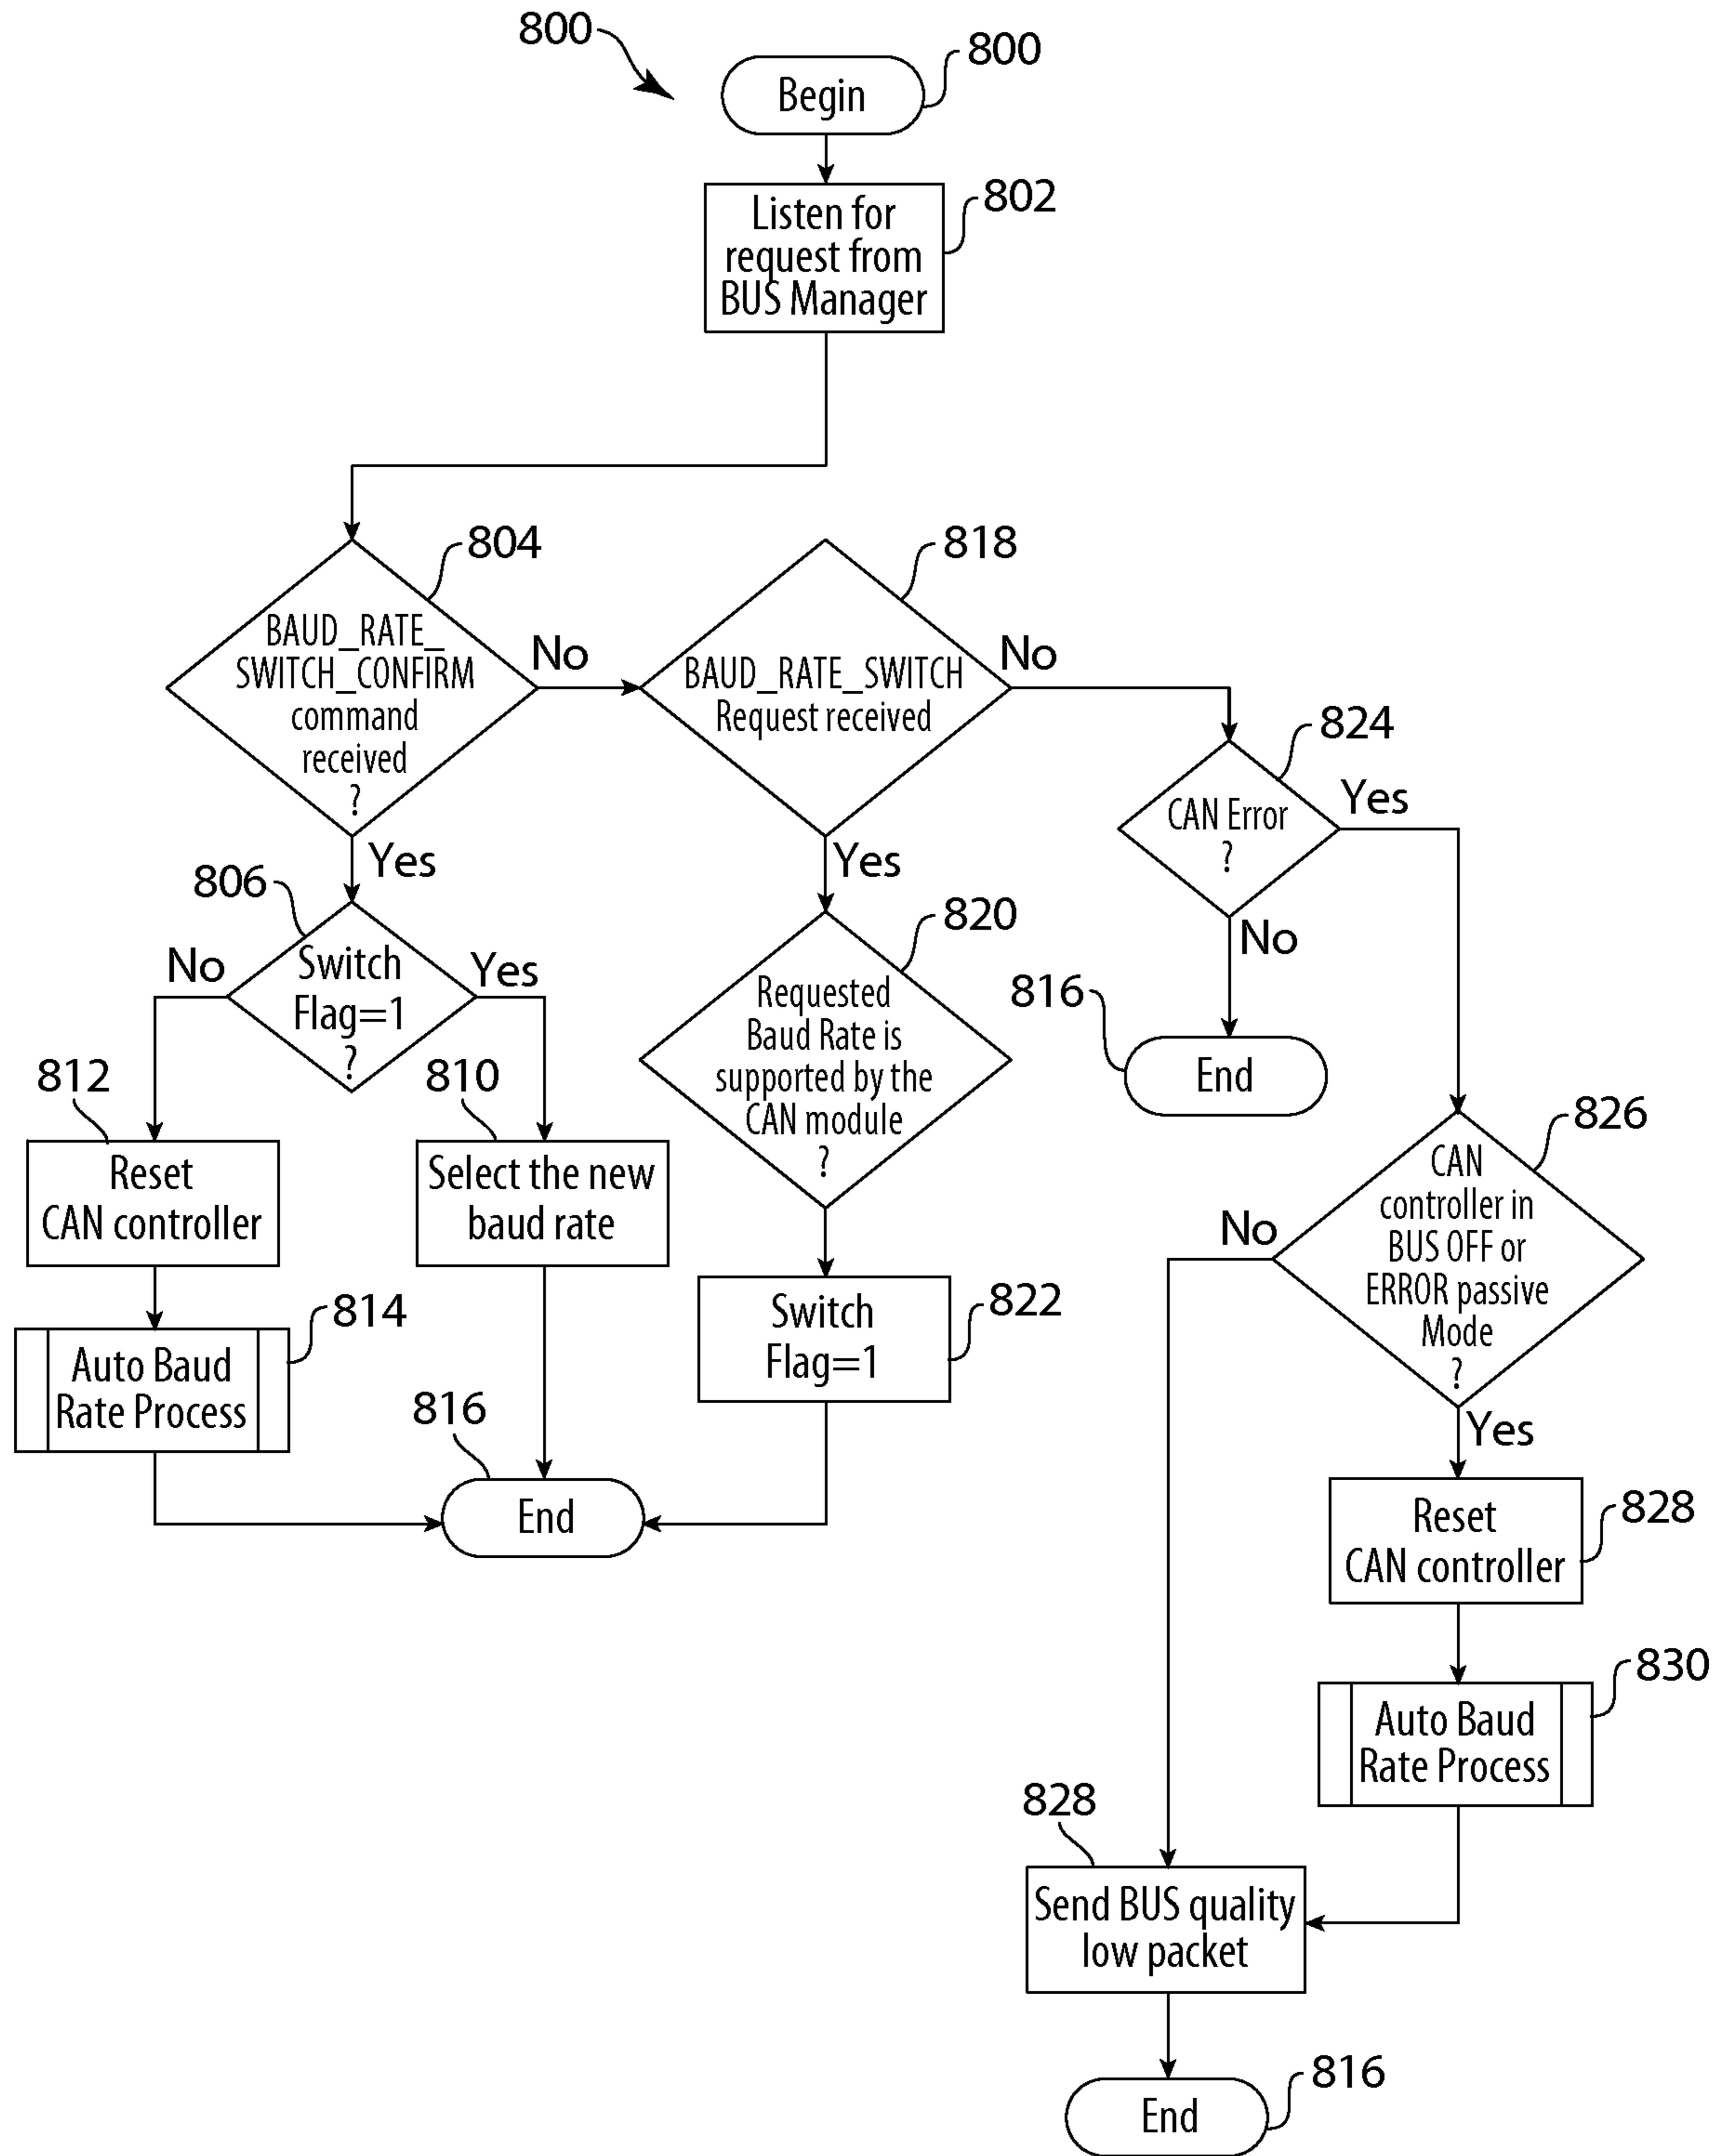 800
Begin
800
Listen for
request from
BUS Manager
802
BAUD_RATE_
SWITCH_CONFIRM
command
received
?
804
No
Yes
BAUD_RATE_SWITCH
Request received
818
No
Yes
CAN Error
?
824
Yes
No
806
Switch
Flag=1
?
No
Yes
Requested
Baud Rate is
supported by the
CAN module
?
820
816
End
812
Reset
CAN controller
810
Select the new
baud rate
CAN
controller in
BUS OFF or
ERROR passive
Mode
?
826
No
Yes
Auto Baud
Rate Process
814
Switch
Flag=1
822
816
End
Reset
CAN controller
828
Auto Baud
Rate Process
830
828
Send BUS quality
low packet
End
816